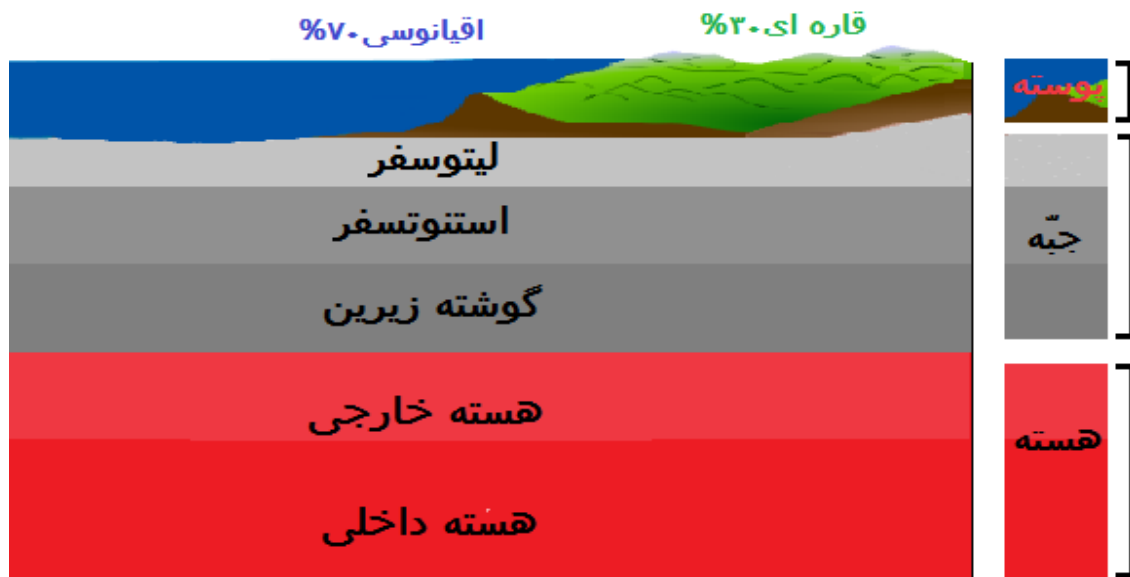 قاره ای۳۰%
اقیانوسی۷۰%
پوسته
لیتوسفر
استنوتسفر
جبّه
گوشته زیرین
هسته خارجی
هسته
هسته داخلی